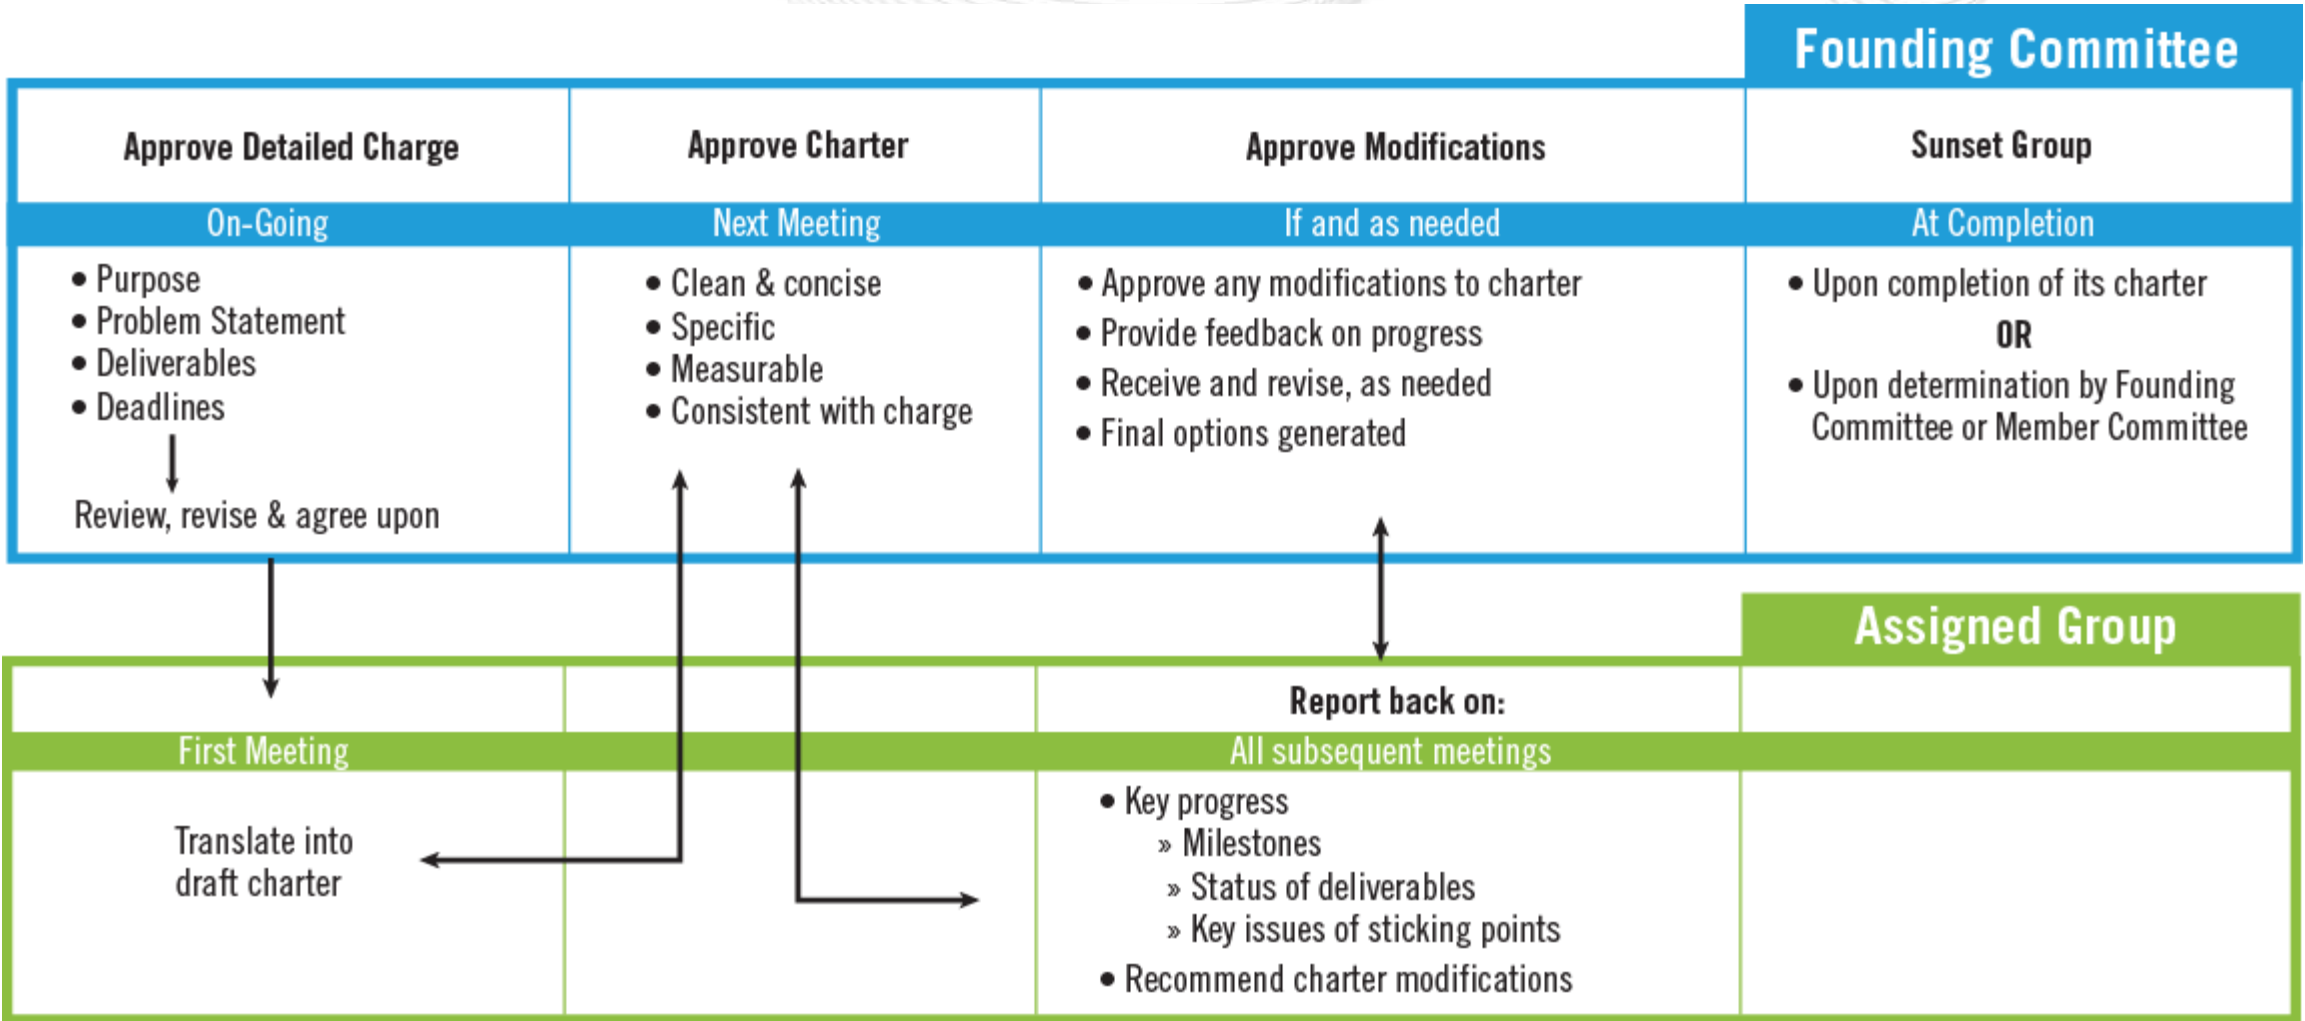 Founding Committee
Approve Detailed Charge
Approve Charter
Approve Modifications
Sunset Group
On-Going
Next Meeting
If and as needed
At Completion
• Purpose
• Problem Statement
• Deliverables
• Deadlines
Review, revise & agree upon
• Clean & concise
• Specific
• Measurable
• Consistent with charge
• Approve any modifications to charter
• Provide feedback on progress
• Receive and revise, as needed
• Final options generated
• Upon completion of its charter
OR
• Upon determination by Founding
Committee or Member Committee
Assigned Group
Report back on:
First Meeting
All subsequent meetings
Translate into
draft charter
• Key progress
» Milestones
» Status of deliverables
» Key issues of sticking points
• Recommend charter modifications